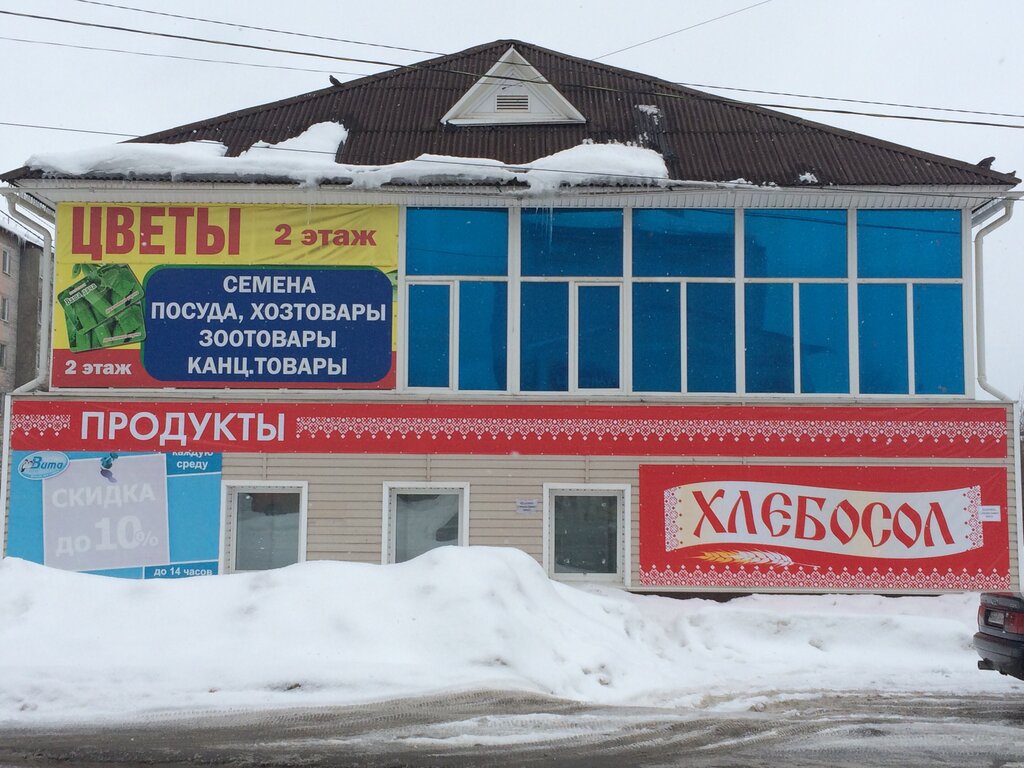 ЦВЕТЫ
2 этаж
СЕМЕНА
ПОСУДА, ХОЗТОВАРЫ
ЗООТОВАРЫ
КАНЦ.ТОВАРЫ
2 этаж
ПРОДУКТЫ
Вита
каждую
среду
СКИДКА
до 10%
до 14 часов
ХЛЕБОСОЛ